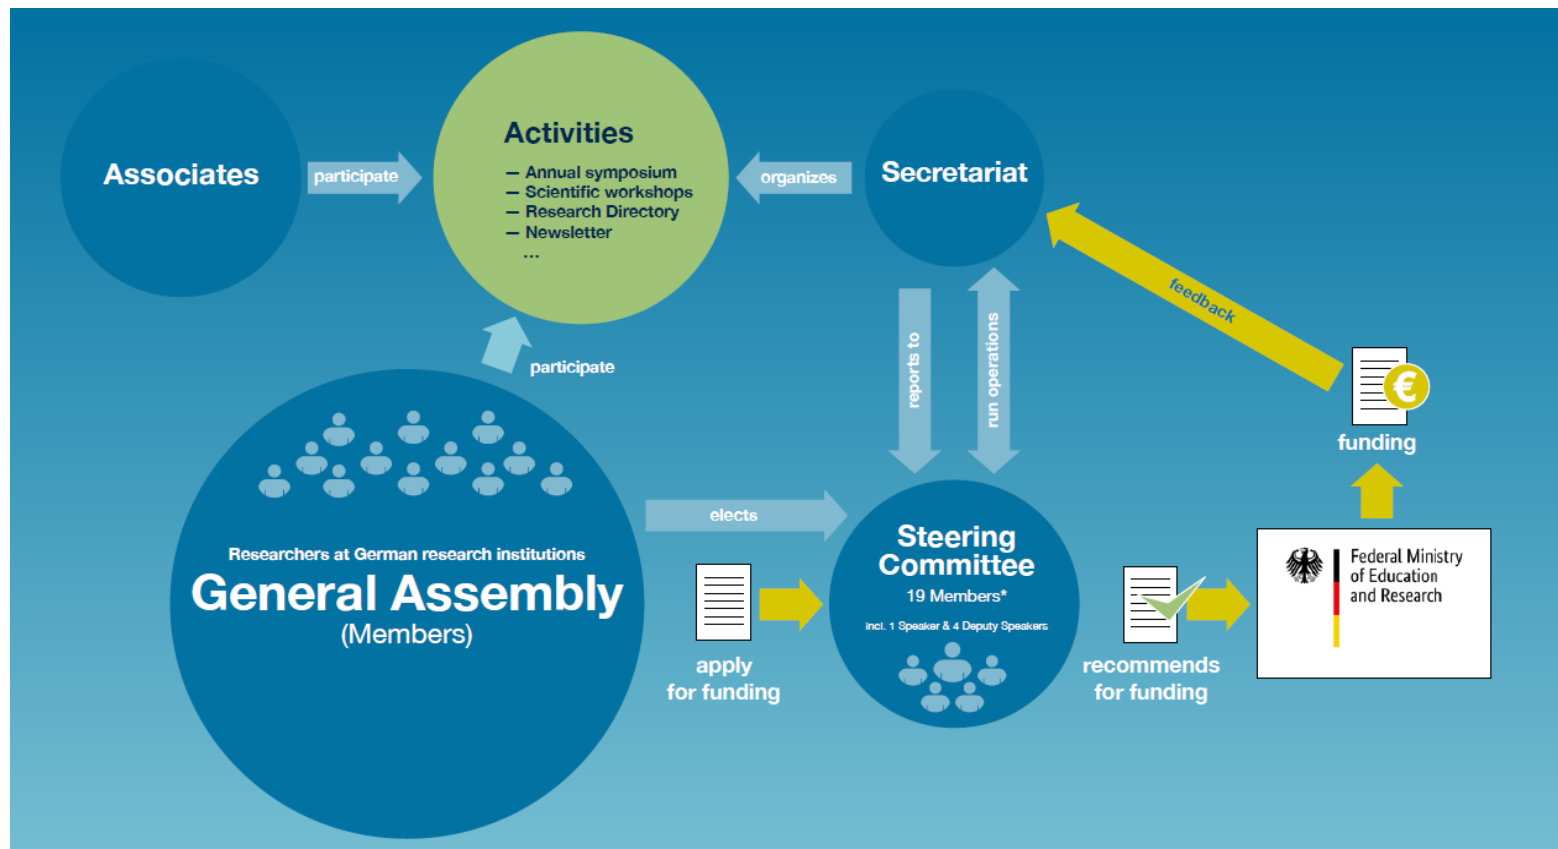 Associates
participate
Activities
— Annual symposium
— Scientific workshops
— Research Directory
— Newsletter
...
organizes
Secretariat
feedback
participate
reports to
run operations
€
funding
Researchers at German research institutions
General Assembly
(Members)
elects
apply
for funding
Steering
Committee
19 Members*
incl. 1 Speaker & 4 Deputy Speakers
recommends
for funding
Federal Ministry
of Education
and Research